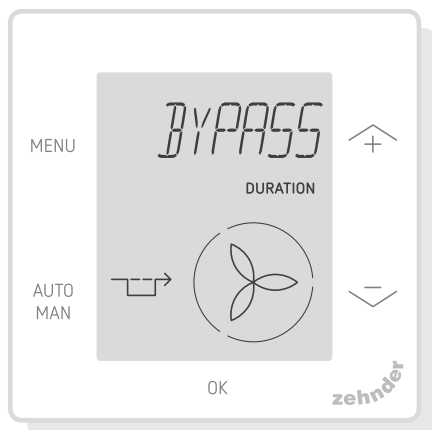 BYPASS
MENU
+
DURATION
AUTO
MAN
−
OK
zehnder